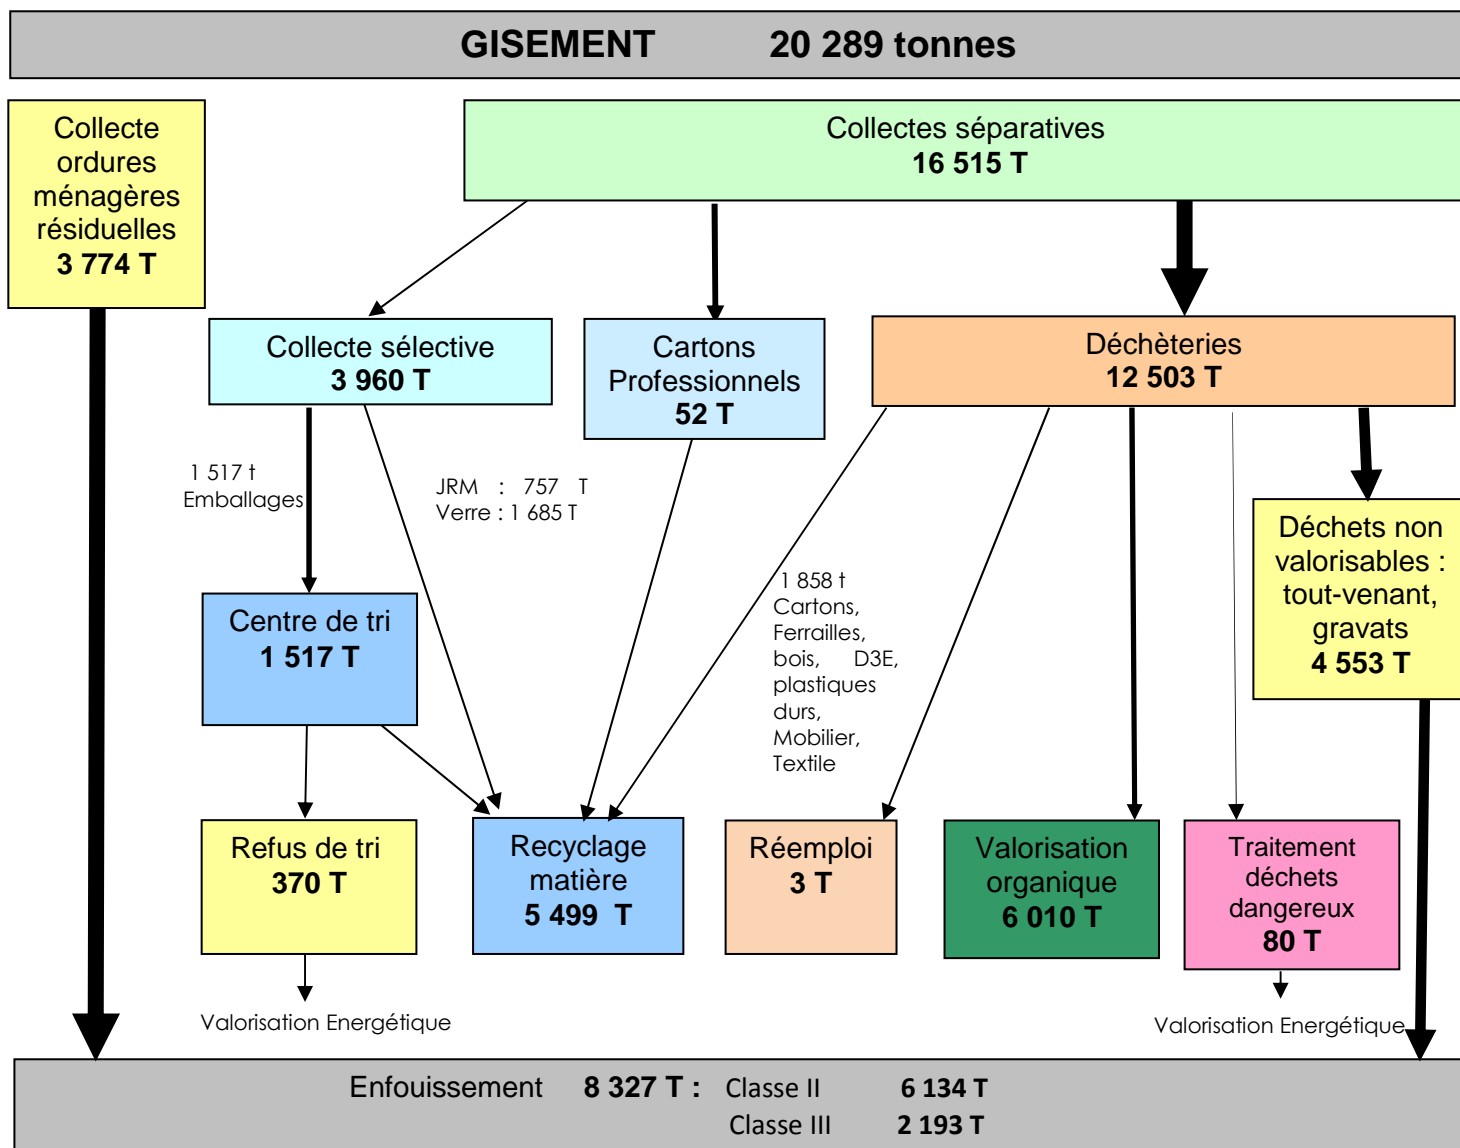 GISEMENT 20 289 tonnes
Collecte
ordures
ménagères
résiduelles
3 774 T
Collectes séparatives
16 515 T
Collecte sélective
3 960 T
Cartons
Professionnels
52 T
Déchèteries
12 503 T
1 517 t
Emballages
JRM : 757 T
Verre : 1 685 T
Déchets non
valorisables :
tout-venant,
gravats
4 553 T
1 858 t
Cartons,
Ferrailles,
bois, D3E,
plastiques
durs,
Mobilier,
Textile
Centre de tri
1 517 T
Refus de tri
370 T
Recyclage
matière
5 499 T
Réemploi
3 T
Valorisation
organique
6 010 T
Traitement
déchets
dangereux
80 T
Valorisation Energétique
Valorisation Energétique
Enfouissement 8 327 T : Classe II 6 134 T
Classe III 2 193 T